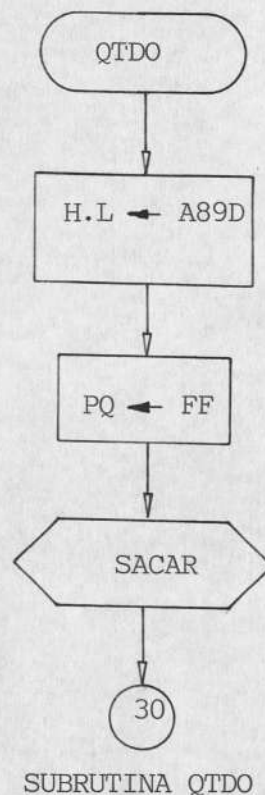 QTDO
H.L ← A89D
PQ ← FF
SACAR
30
SUBRUTINA QTDO